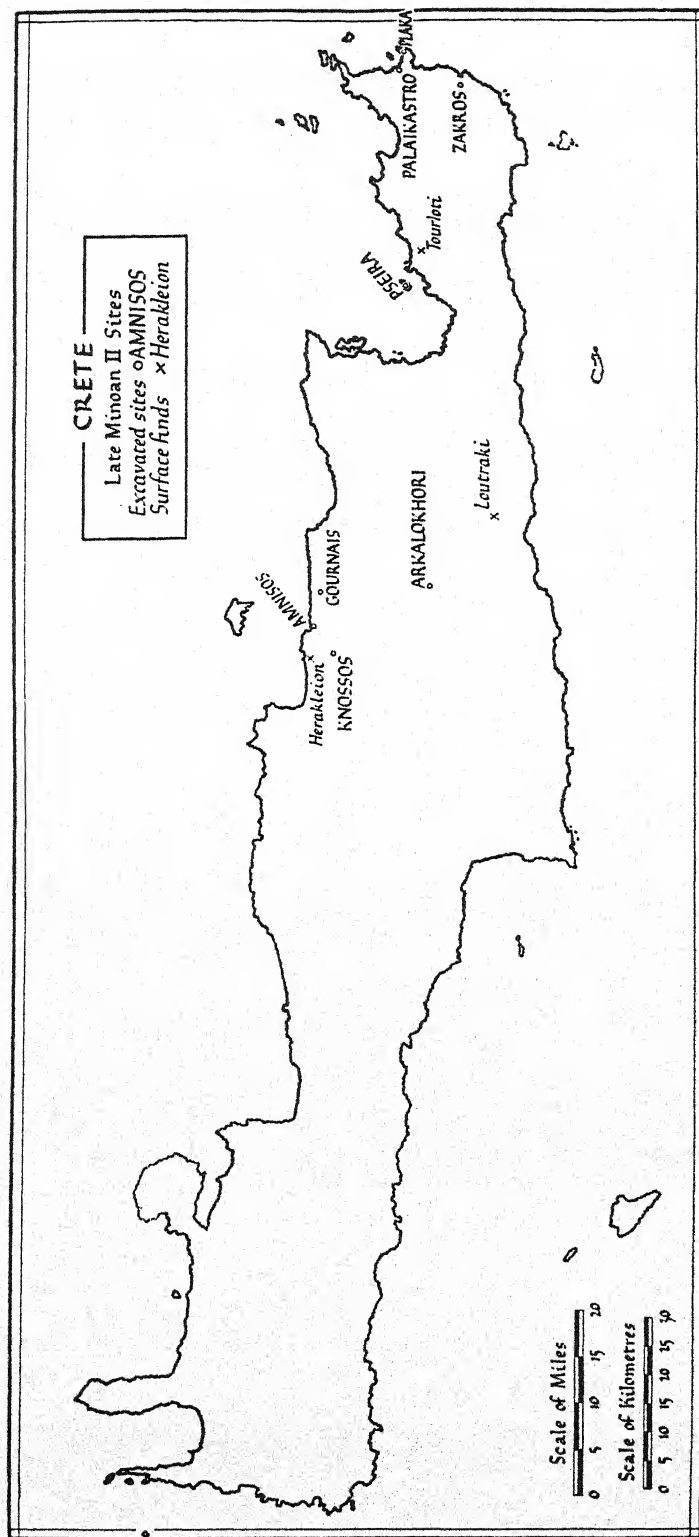 CRETE
Late Minoan II Sites
Excavated sites oAMNISOS
Surface finds ×Herakleion
PLAKA
PALAIKASTRO
ZAKROS
Tourloti
PSEIRA
AMNISOS
GOURNAIS
Herakleion
KNOSSOS
ARKALOKHORI
Loutraki
Scale of Miles
0 5 10 15 20
Scale of Kilometres
0 5 10 15 20 25 30